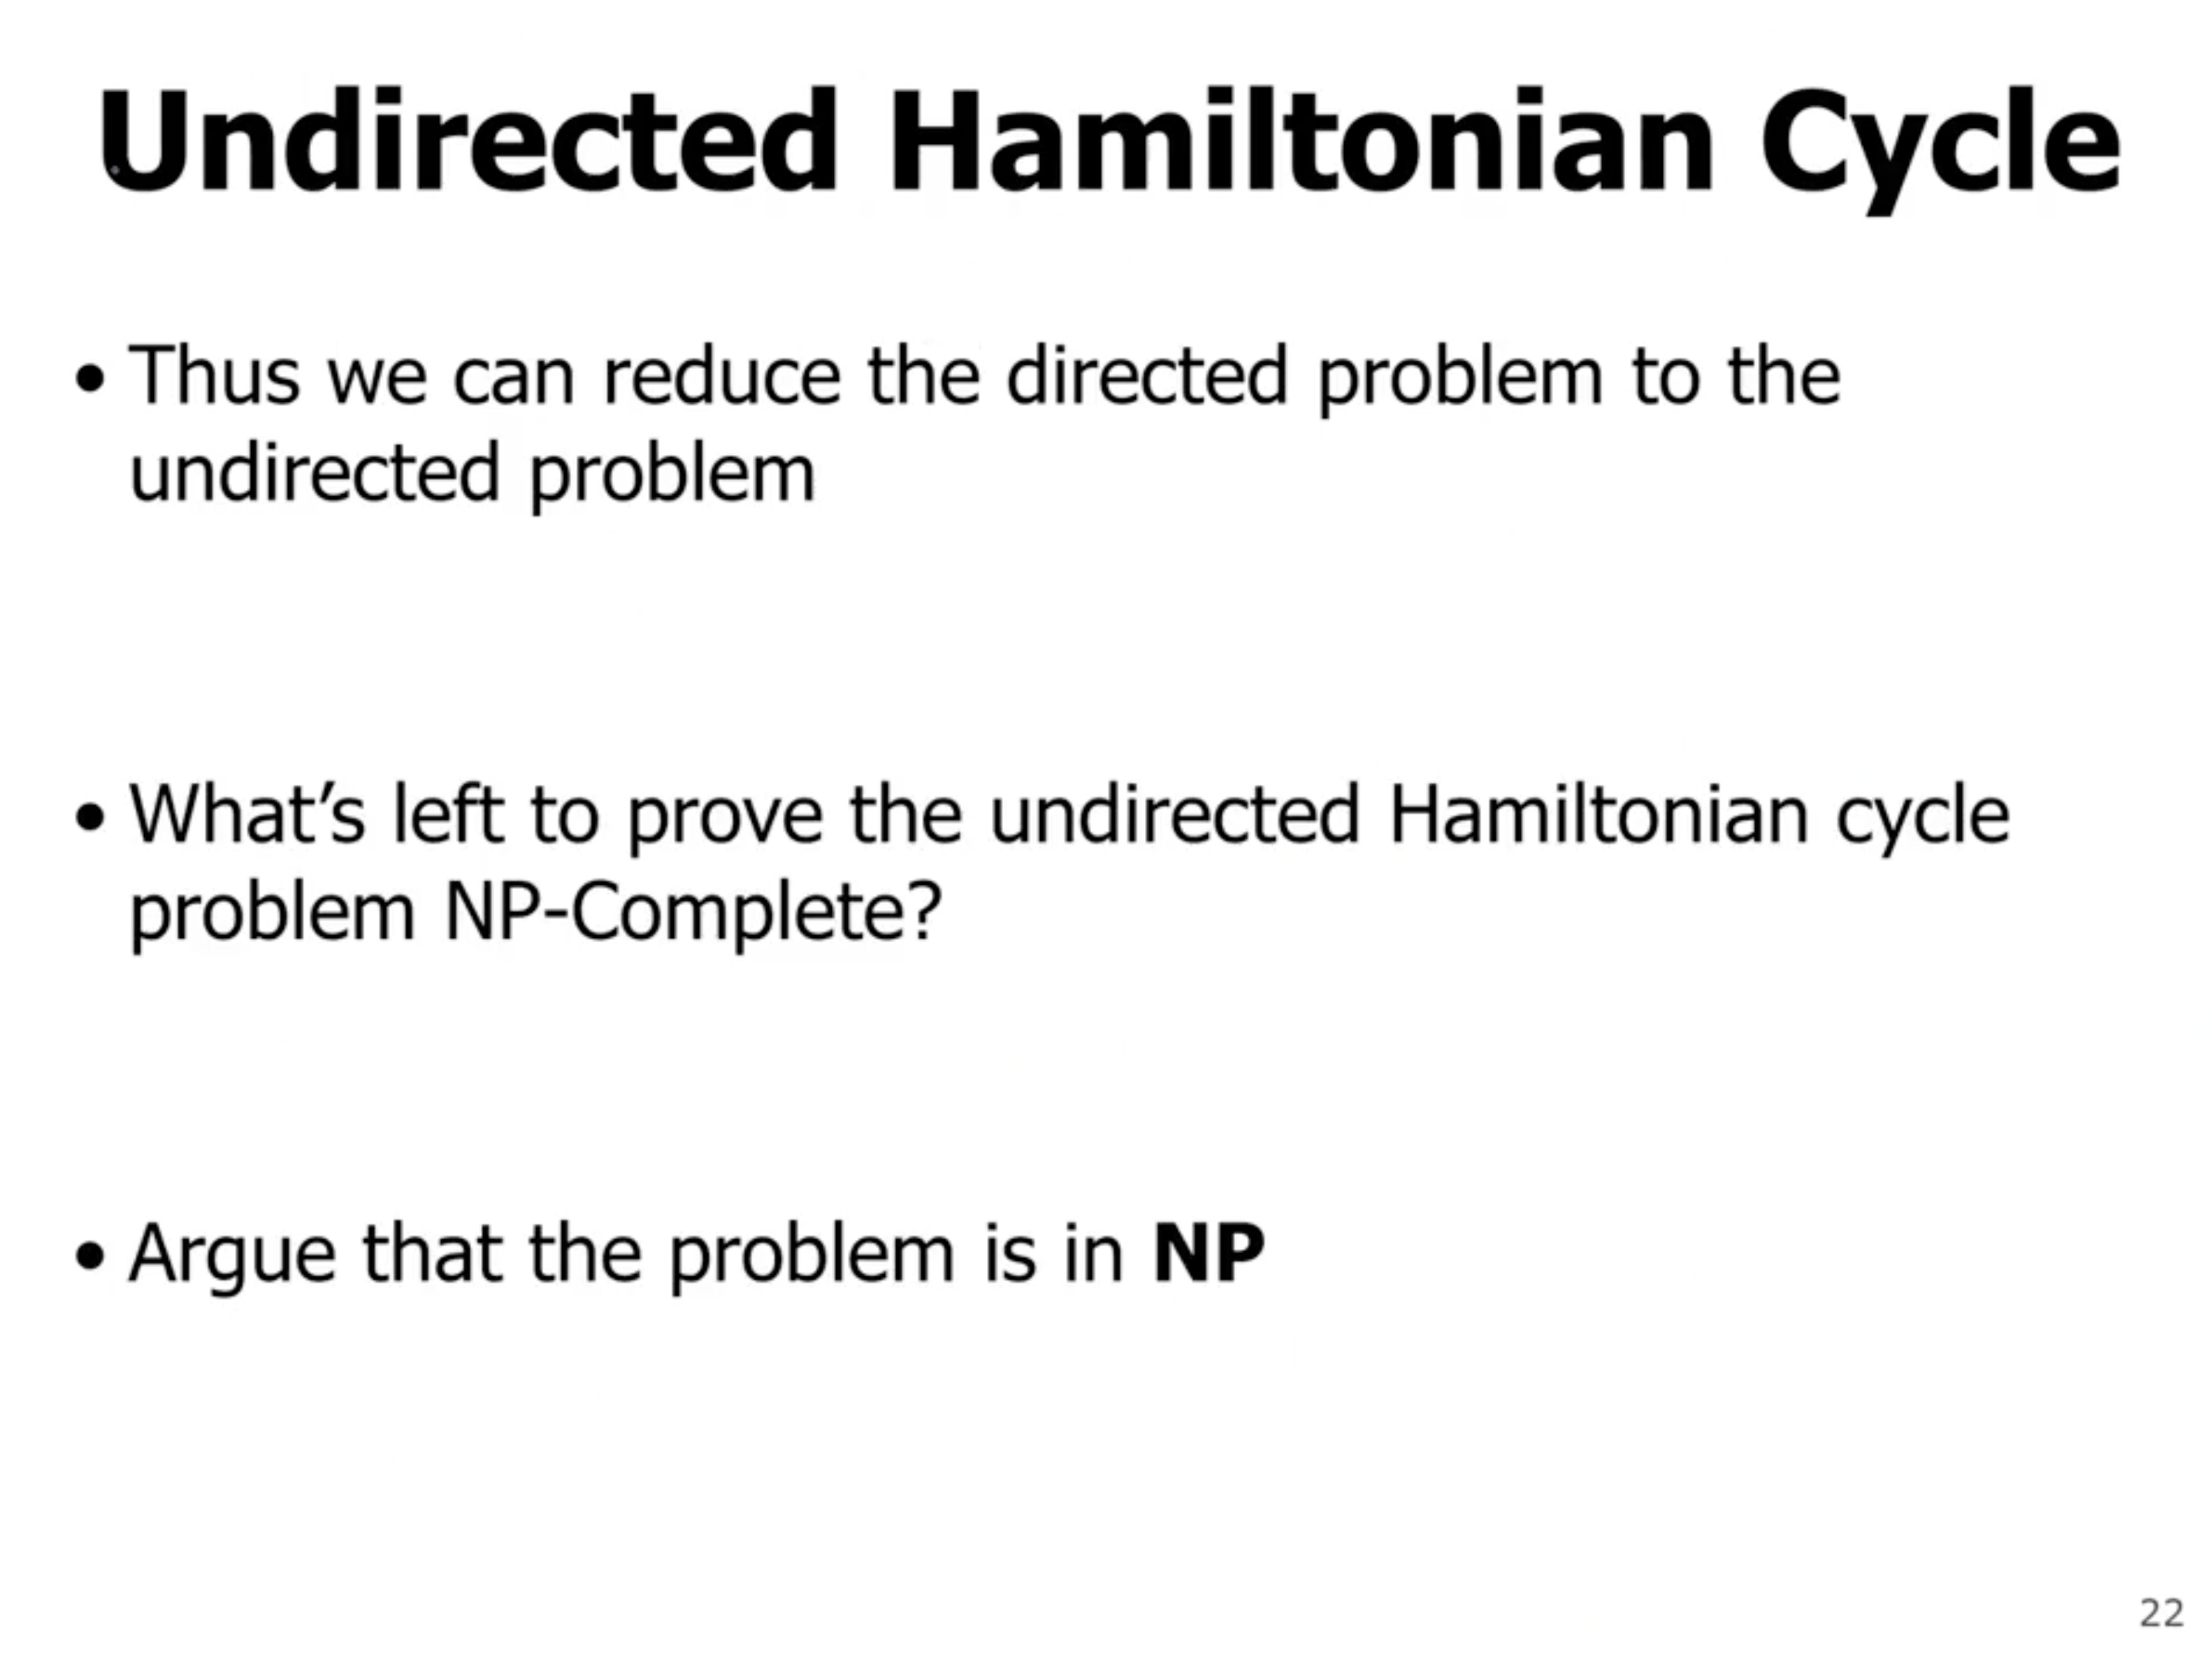 Undirected Hamiltonian Cycle
• Thus we can reduce the directed problem to the
undirected problem
• What’s left to prove the undirected Hamiltonian cycle
problem NP-Complete?
• Argue that the problem is in NP
22